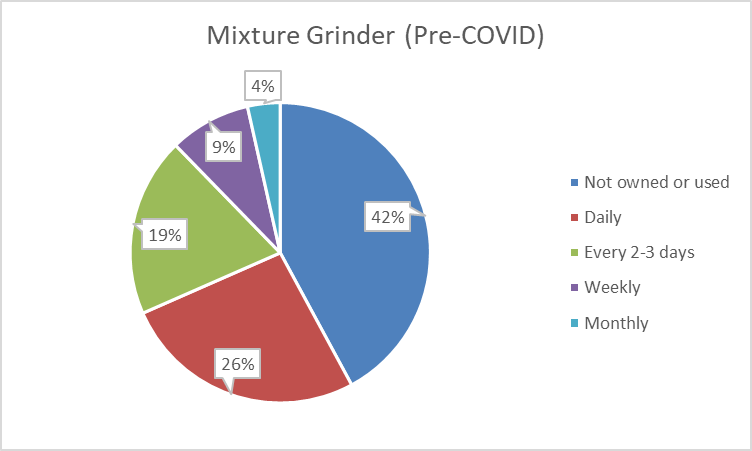 Mixture Grinder (Pre-COVID)
4%
9%
42%
19%
26%
Not owned or used
Daily
Every 2-3 days
Weekly
Monthly